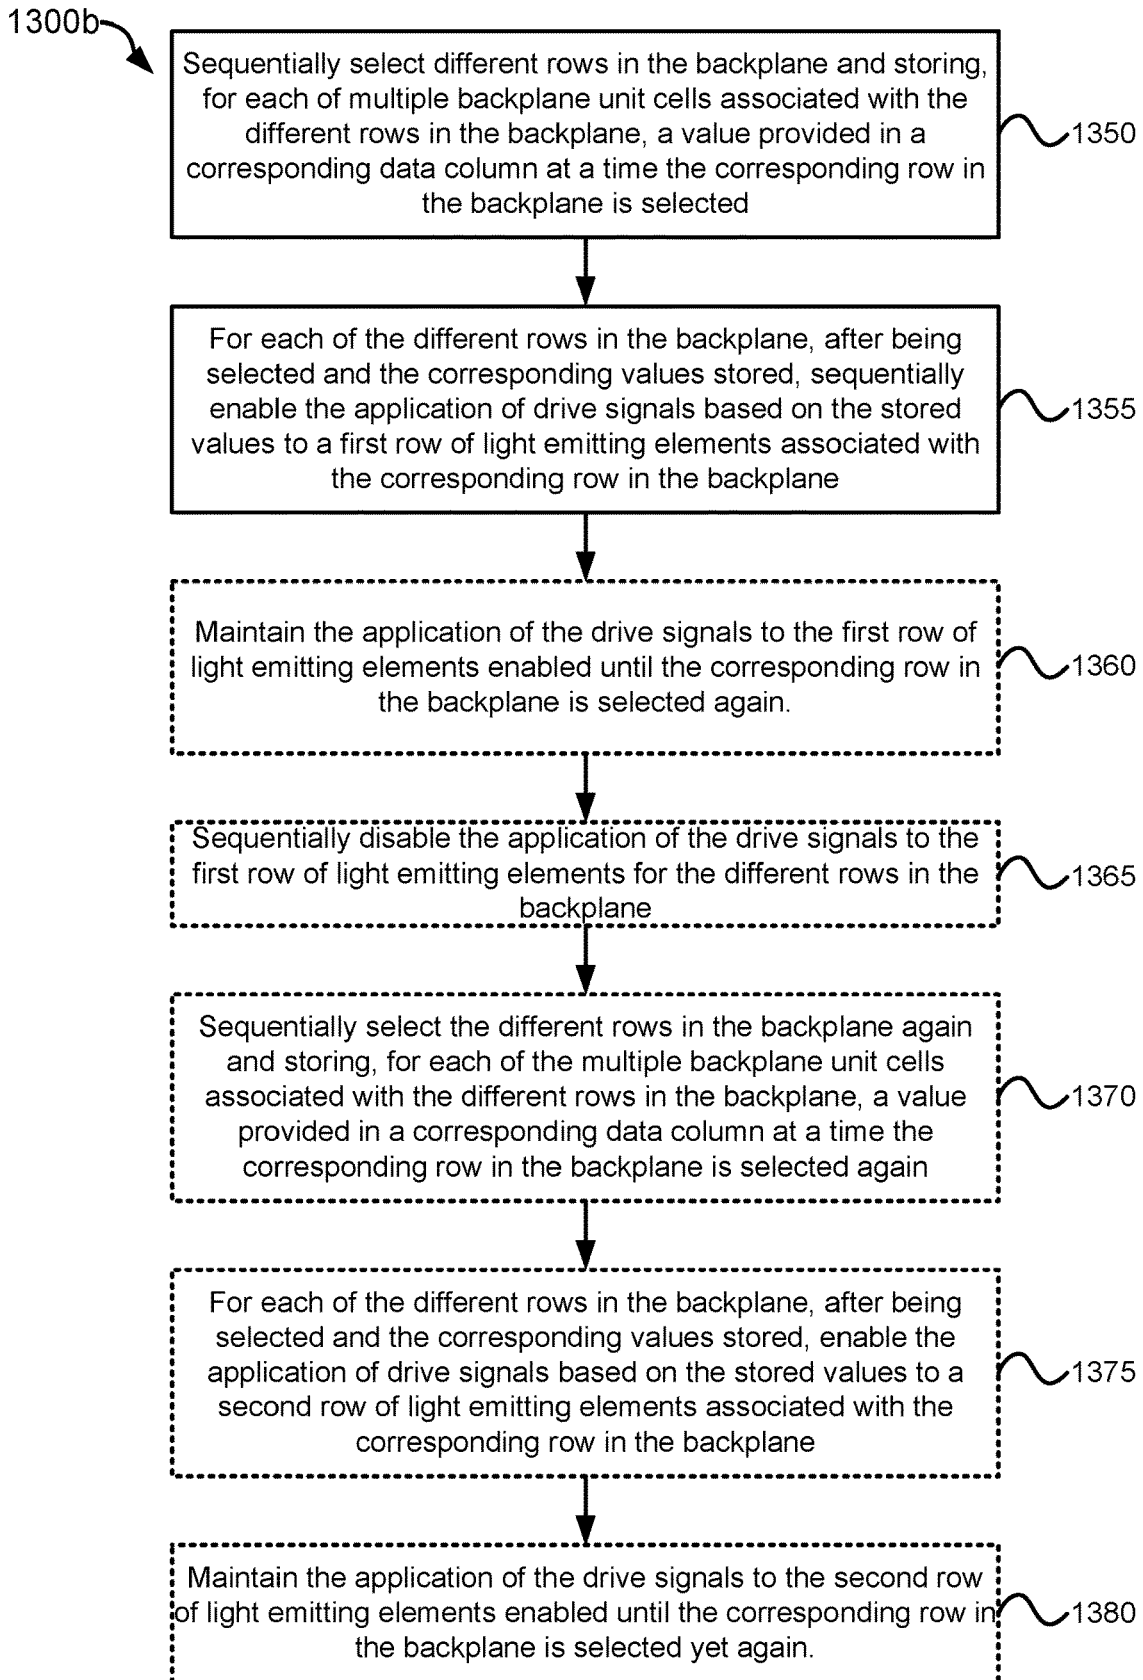 1300b
Sequentially select different rows in the backplane and storing,
for each of multiple backplane unit cells associated with the
different rows in the backplane, a value provided in a
corresponding data column at a time the corresponding row in
the backplane is selected
1350
For each of the different rows in the backplane, after being
selected and the corresponding values stored, sequentially
enable the application of drive signals based on the stored
values to a first row of light emitting elements associated with
the corresponding row in the backplane
1355
Maintain the application of the drive signals to the first row of
light emitting elements enabled until the corresponding row in
the backplane is selected again.
1360
Sequentially disable the application of the drive signals to the
first row of light emitting elements for the different rows in the
backplane
1365
Sequentially select the different rows in the backplane again
and storing, for each of the multiple backplane unit cells
associated with the different rows in the backplane, a value
provided in a corresponding data column at a time the
corresponding row in the backplane is selected again
1370
For each of the different rows in the backplane, after being
selected and the corresponding values stored, enable the
application of drive signals based on the stored values to a
second row of light emitting elements associated with the
corresponding row in the backplane
1375
Maintain the application of the drive signals to the second row
of light emitting elements enabled until the corresponding row in
the backplane is selected yet again.
1380